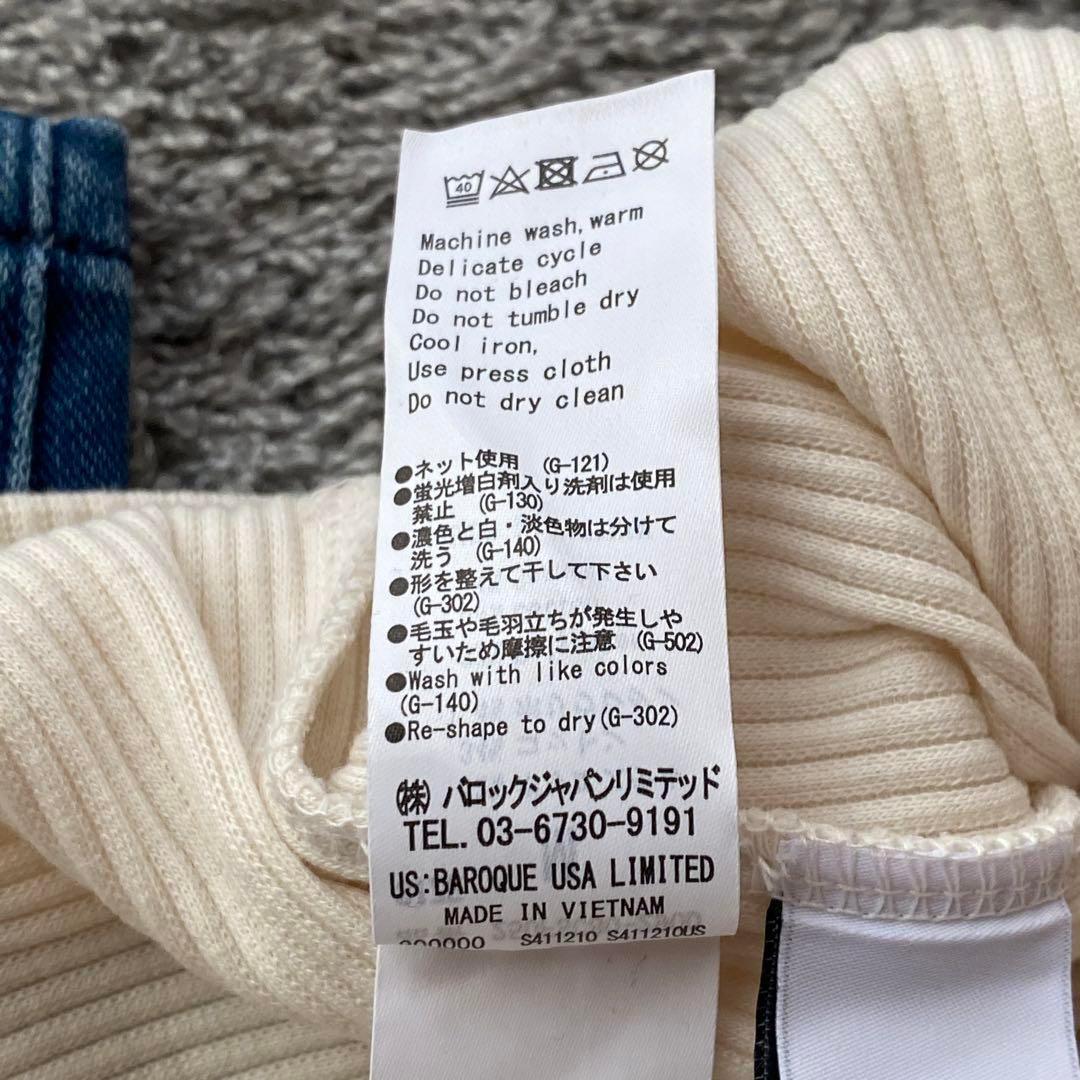 40
Machine wash, warm
Delicate cycle
Do not bleach
Do not tumble dry
Cool iron,
Use press cloth
Do not dry clean
●ネット使用 (G-121)
●蛍光増白剤入り洗剤は使用
禁止 (G-130)
●濃色と白・淡色物は分けて
洗う (G-140)
●形を整えて干して下さい
(G-302)
●毛玉や毛羽立ちが発生しや
すいため摩擦に注意 (G-502)
●Wash with like colors
(G-140)
●Re-shape to dry(G-302)
㈱ バロックジャパンリミテッド
TEL. 03-6730-9191
US:BAROQUE USA LIMITED
MADE IN VIETNAM
S411210 S411210US